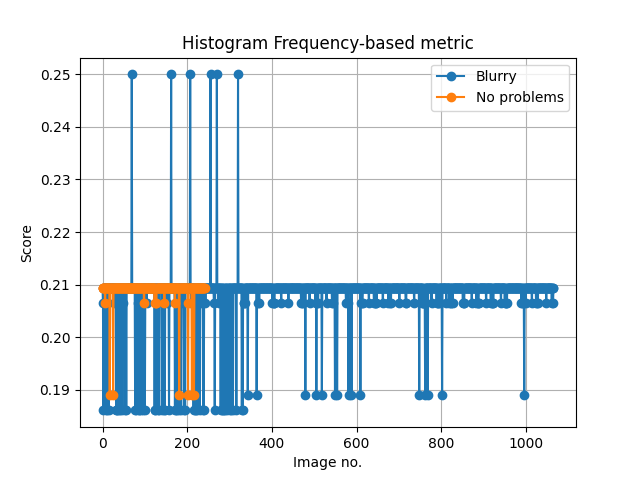 Histogram Frequency-based metric
Blurry
No problems
0.25
0.24
0.23
0.22
0.21
0.20
0.19
Score
0
200
400
600
800
1000
Image no.